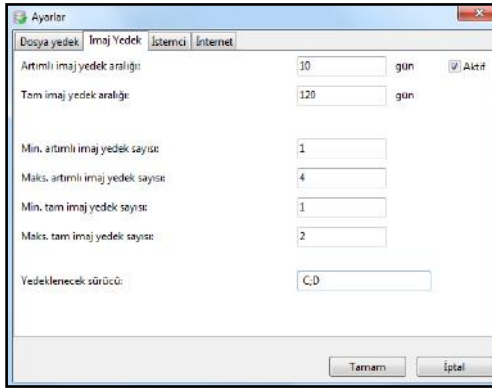 Ayarlar
Dosya yedek İmaj Yedek İstemci İnternet
Artımlı imaj yedek aralığı: 10 gün Aktif
Tam imaj yedek aralığı: 120 gün
Min. artımlı imaj yedek sayısı: 1
Maks. artımlı imaj yedek sayısı: 4
Min. tam imaj yedek sayısı: 1
Maks. tam imaj yedek sayısı: 2
Yedeklenecek sürücü: C;D
Tamam İptal